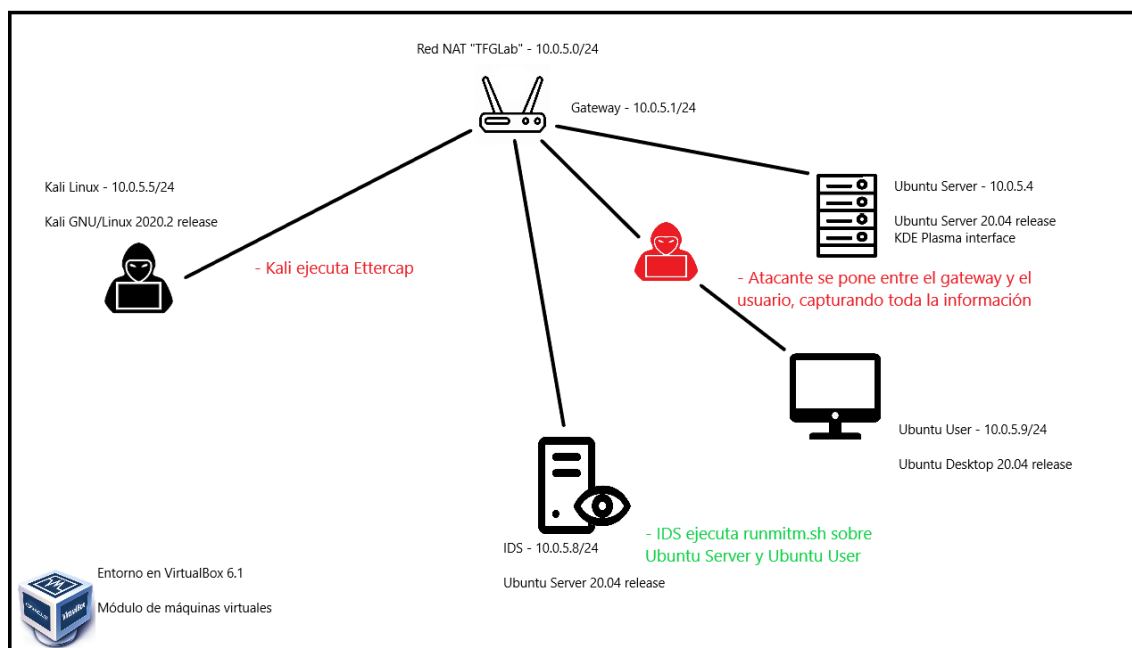 Red NAT "TFGLab" - 10.0.5.0/24
Gateway - 10.0.5.1/24
Kali Linux - 10.0.5.5/24
Kali GNU/Linux 2020.2 release
- Kali ejecuta Ettercap
Ubuntu Server - 10.0.5.4
Ubuntu Server 20.04 release
KDE Plasma interface
- Atacante se pone entre el gateway y el
usuario, capturando toda la información
Ubuntu User - 10.0.5.9/24
Ubuntu Desktop 20.04 release
- IDS ejecuta runmitm.sh sobre
Ubuntu Server y Ubuntu User
IDS - 10.0.5.8/24
Ubuntu Server 20.04 release
Entorno en VirtualBox 6.1
Módulo de máquinas virtuales
VirtualBox